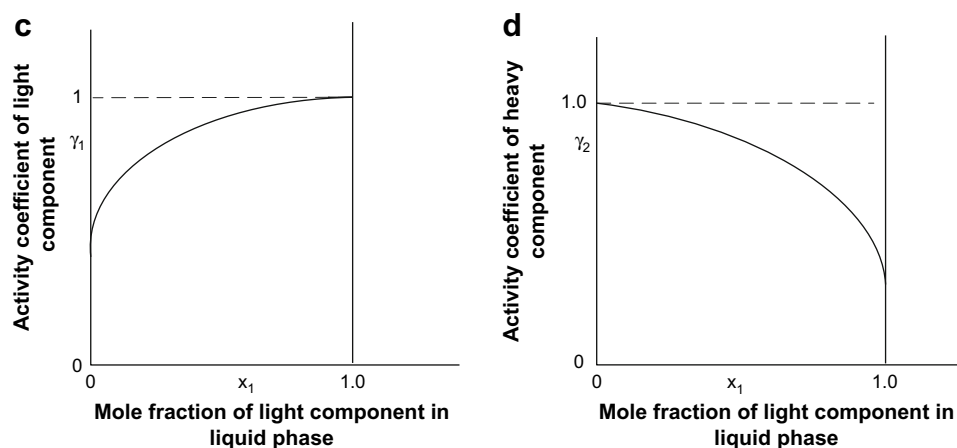 c
Activity coefficient of light
component
1
γ1
0
0
x1
1.0
Mole fraction of light component in
liquid phase
d
Activity coefficient of heavy
component
1.0
γ2
0
0
x1
1.0
Mole fraction of light component in
liquid phase